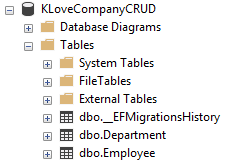 KLoveCompanyCRUD
Database Diagrams
Tables
System Tables
FileTables
External Tables
dbo.__EFMigrationsHistory
dbo.Department
dbo.Employee